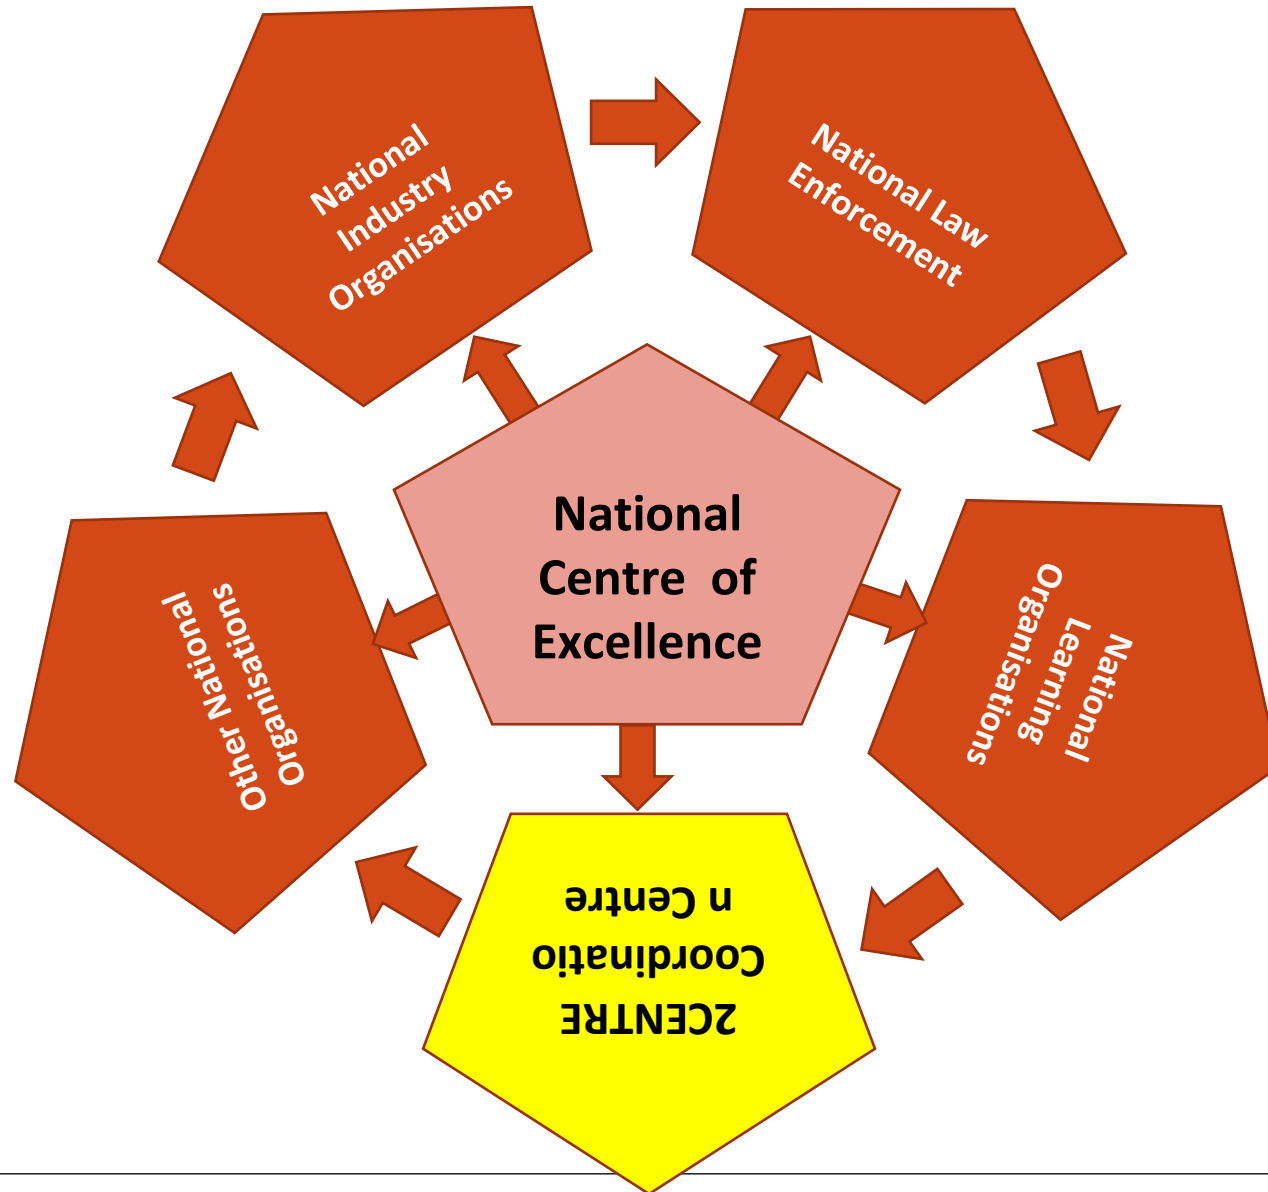 National
Industry
Organisations
National Law
Enforcement
National
Centre of
Excellence
Other National
Organisations
National
Learning
Organisations
2CENTRE
Coordinatio
n Centre